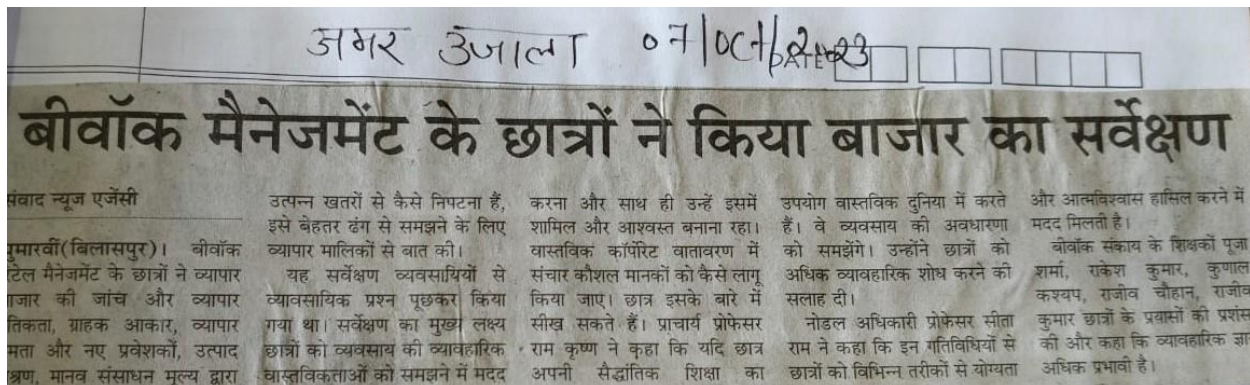 अमर उजाला 07/Oct/2023
DATE
बीवॉक मैनेजमेंट के छात्रों ने किया बाजार का सर्वेक्षण
संवाद न्यूज एजेंसी
घुमारवीं(बिलासपुर)। बीवॉक
टेल मैनेजमेंट के छात्रों ने व्यापार
जार की जांच और व्यापार
तिकता, ग्राहक आकार, व्यापार
मता और नए प्रवेशकों, उत्पाद
श्रण, मानव संसाधन मूल्य द्वारा
उत्पन्न खतरों से कैसे निपटना हैं,
इसे बेहतर ढंग से समझने के लिए
व्यापार मालिकों से बात की।
यह सर्वेक्षण व्यवसायियों से
व्यावसायिक प्रश्न पूछकर किया
गया था। सर्वेक्षण का मुख्य लक्ष्य
छात्रों को व्यवसाय की व्यावहारिक
वास्तविकताओं को समझने में मदद
करना और साथ ही उन्हें इसमें
शामिल और आश्वस्त बनाना रहा।
वास्तविक कॉर्पोरेट वातावरण में
संचार कौशल मानकों को कैसे लागू
किया जाए। छात्र इसके बारे में
सीख सकते हैं। प्राचार्य प्रोफेसर
राम कृष्ण ने कहा कि यदि छात्र
अपनी सैद्धांतिक शिक्षा का
उपयोग वास्तविक दुनिया में करते
हैं। वे व्यवसाय की अवधारणा
को समझेंगे। उन्होंने छात्रों को
अधिक व्यावहारिक शोध करने की
सलाह दी।
नोडल अधिकारी प्रोफेसर सीता
राम ने कहा कि इन गतिविधियों से
छात्रों को विभिन्न तरीकों से योग्यता
और आत्मविश्वास हासिल करने में
मदद मिलती है।
बीवॉक संकाय के शिक्षकों पूजा
शर्मा, राकेश कुमार, कुणाल
कश्यप, राजीव चौहान, राजीव
कुमार छात्रों के प्रयासों की प्रशंस
की और कहा कि व्यावहारिक ज्ञा
अधिक प्रभावी है।